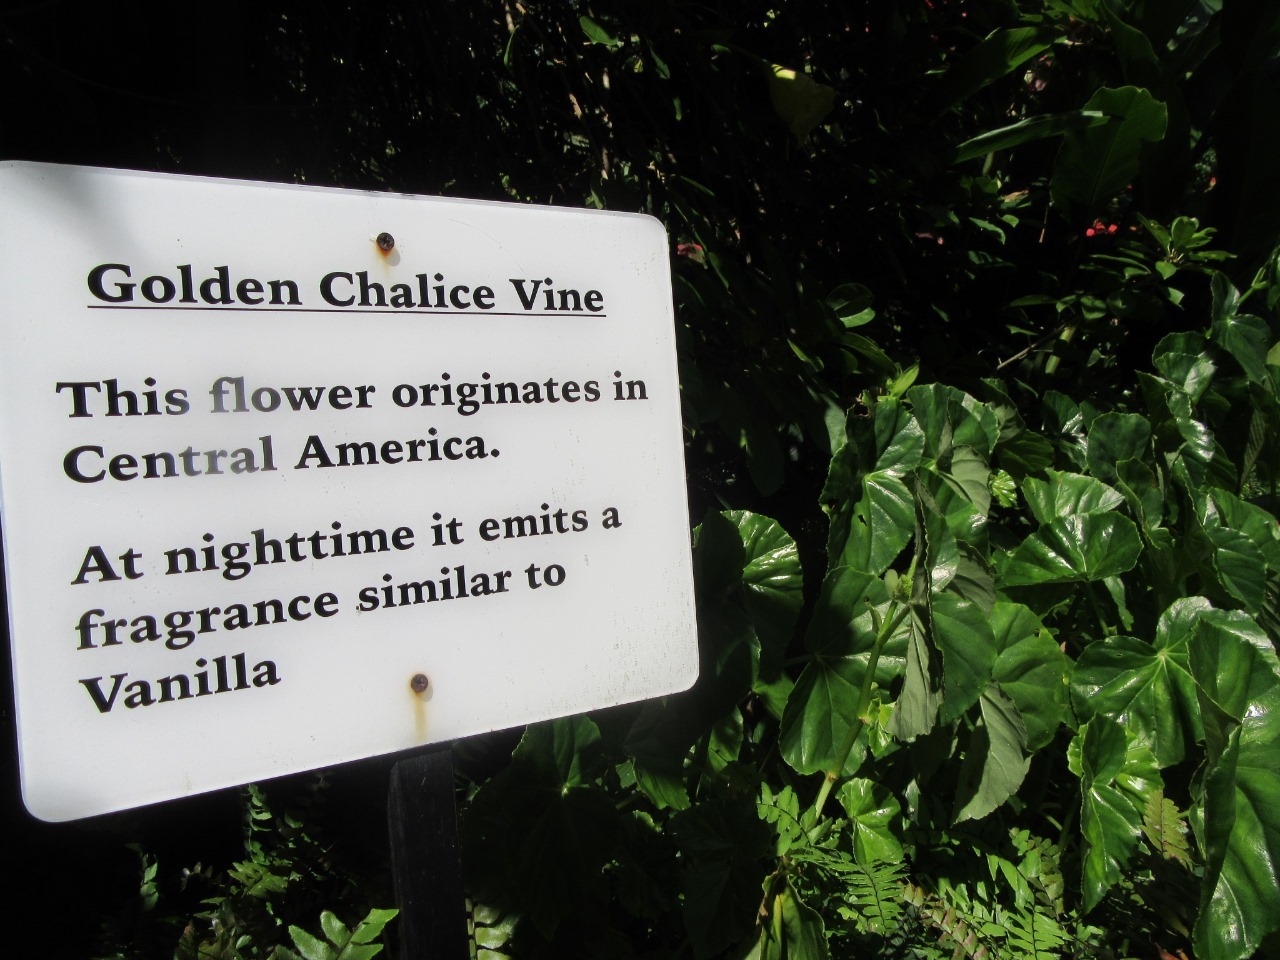 Golden Chalice Vine
This flower originates in
Central America.
At nighttime it emits a
fragrance similar to
Vanilla